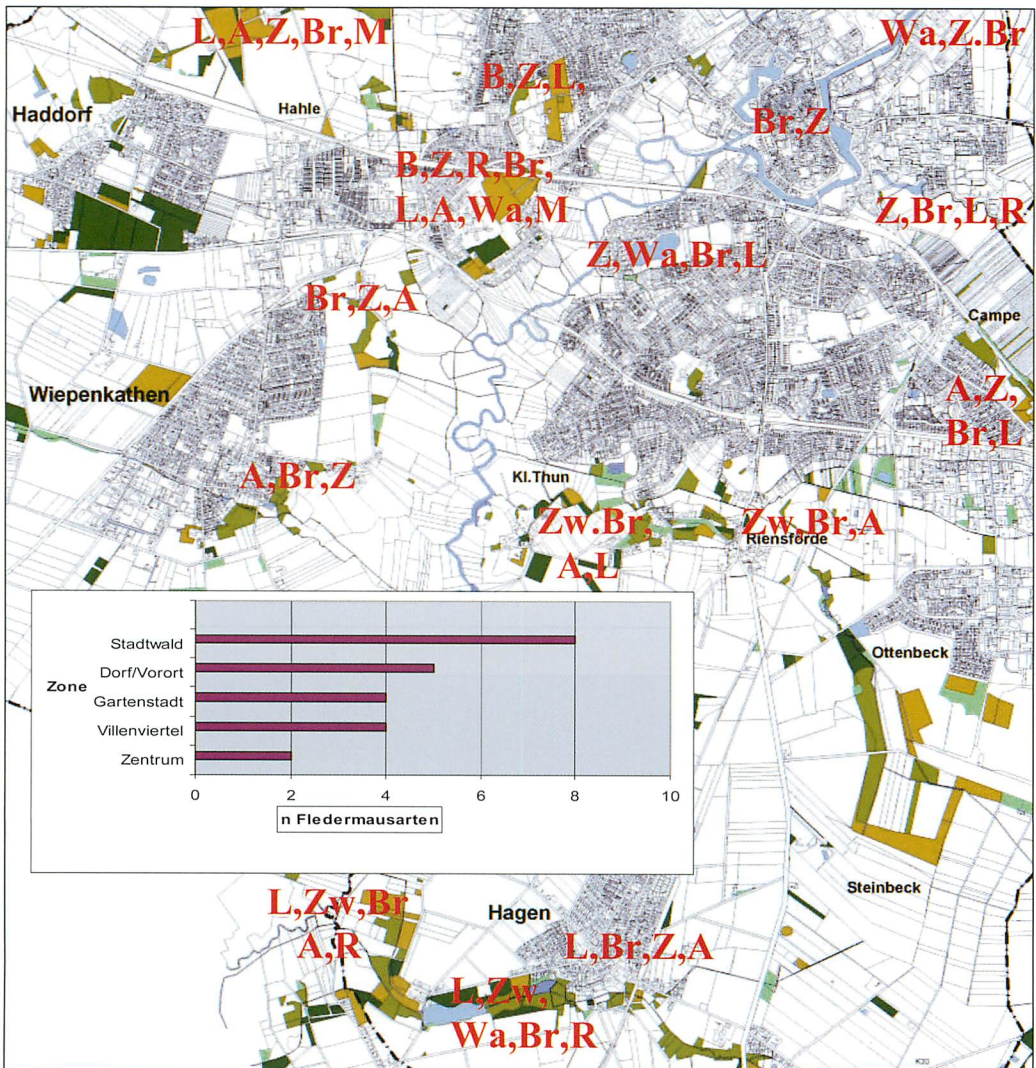 L,A,Z,Br,M
Wa,Z.Br
Haddorf
Hahle
B,Z,L,
Br,Z
B,Z,R,Br,
L,A,Wa,M
Z,Br,L,R
Z,Wa,Br,L
Br,Z,A
Campe
Wiepenkathen
A,Z,
Br,L
A,Br,Z
Kl.Thun
Zw.Br,
A,L
Zw,Br,A
Riensförde
Ottenbeck
Zone
Stadtwald
Dorf/Vorort
Gartenstadt
Villenviertel
Zentrum
0 2 4 6 8 10
n Fledermausarten
Steinbeck
L,Zw,Br
A,R
Hagen
L,Br,Z,A
L,Zw,
Wa,Br,R
K30